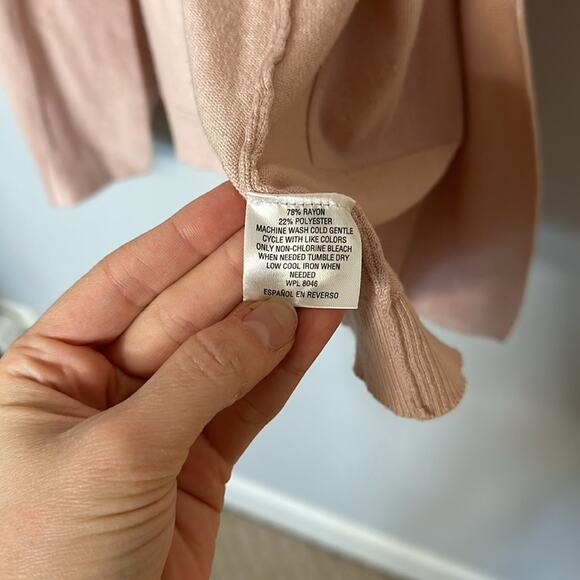 78% RAYON
22% POLYESTER
MACHINE WASH COLD GENTLE
CYCLE WITH LIKE COLORS
ONLY NON-CHLORINE BLEACH
WHEN NEEDED TUMBLE DRY
LOW COOL IRON WHEN
NEEDED
WPL 8046
ESPAÑOL EN REVERSO